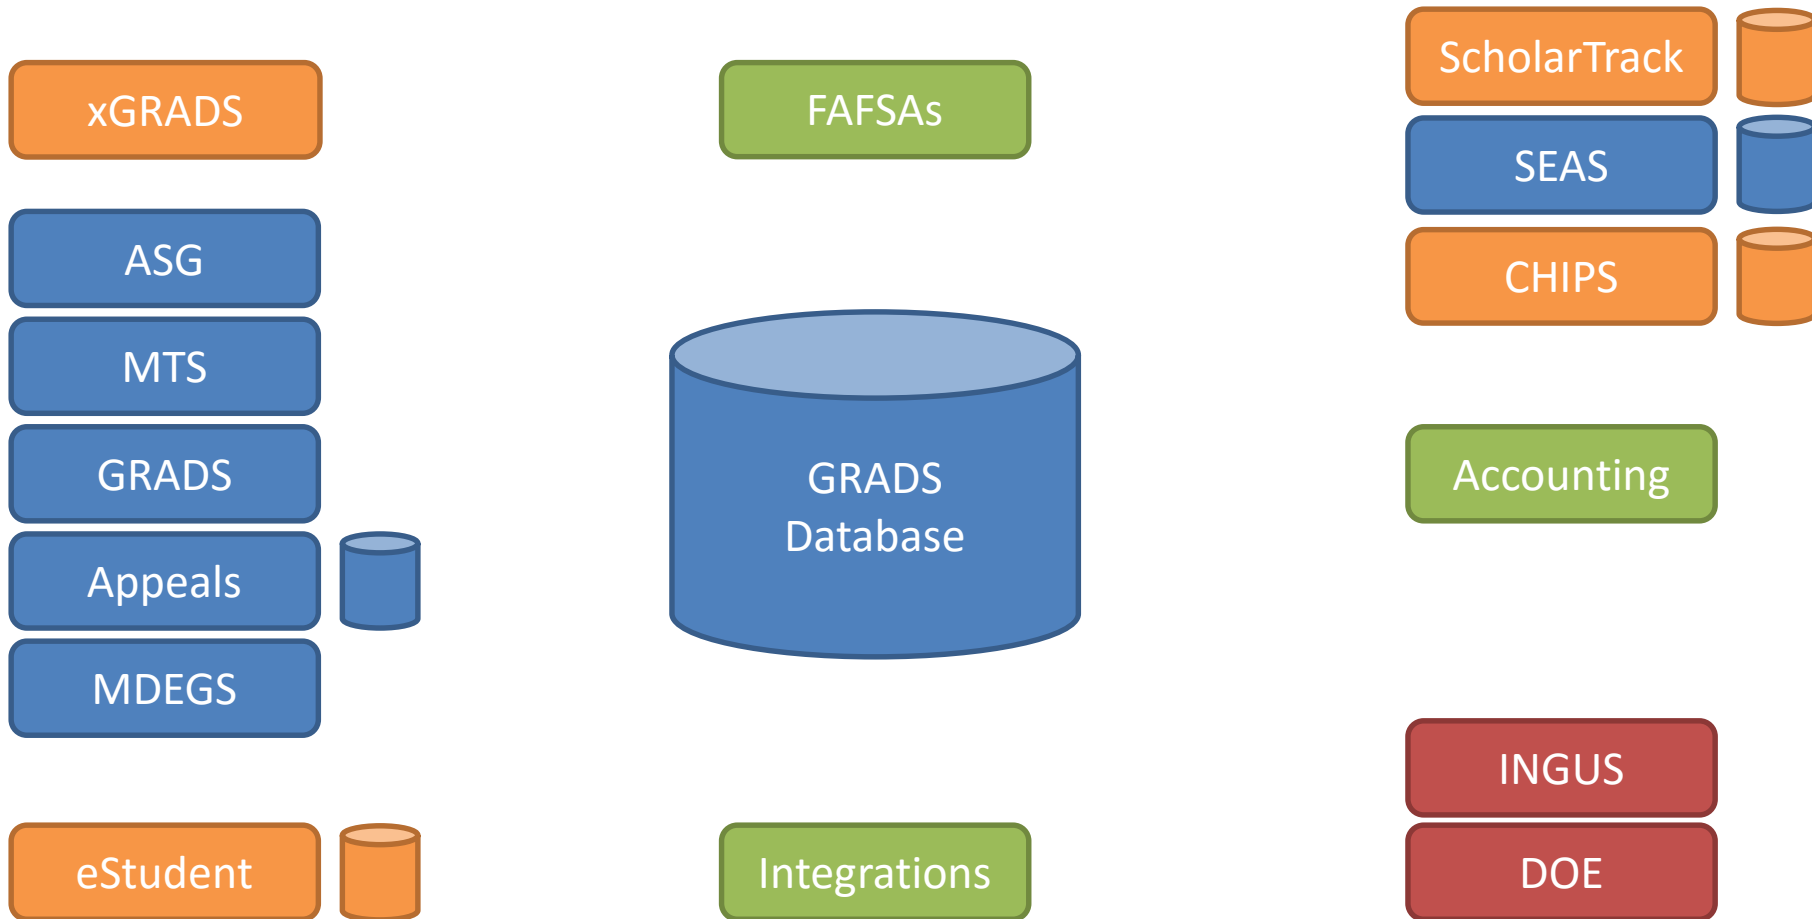 xGRADS
ASG
MTS
GRADS
Appeals
MDEGS
eStudent
FAFSAs
GRADS
Database
Integrations
ScholarTrack
SEAS
CHIPS
Accounting
INGUS
DOE